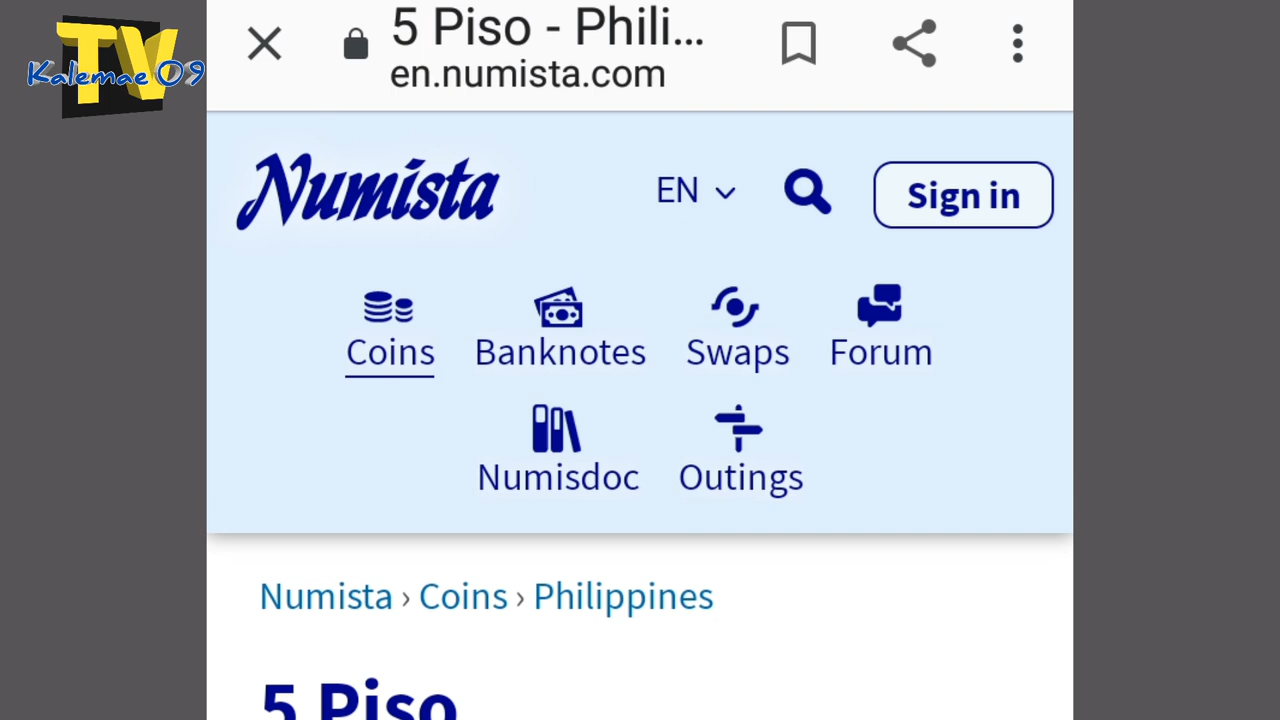 TV
Kalemae 09
5 Piso - Phili...
en.numista.com
Numista
EN
Sign in
Coins
Banknotes
Swaps
Forum
Numisdoc
Outings
Numista › Coins › Philippines
5 Piso